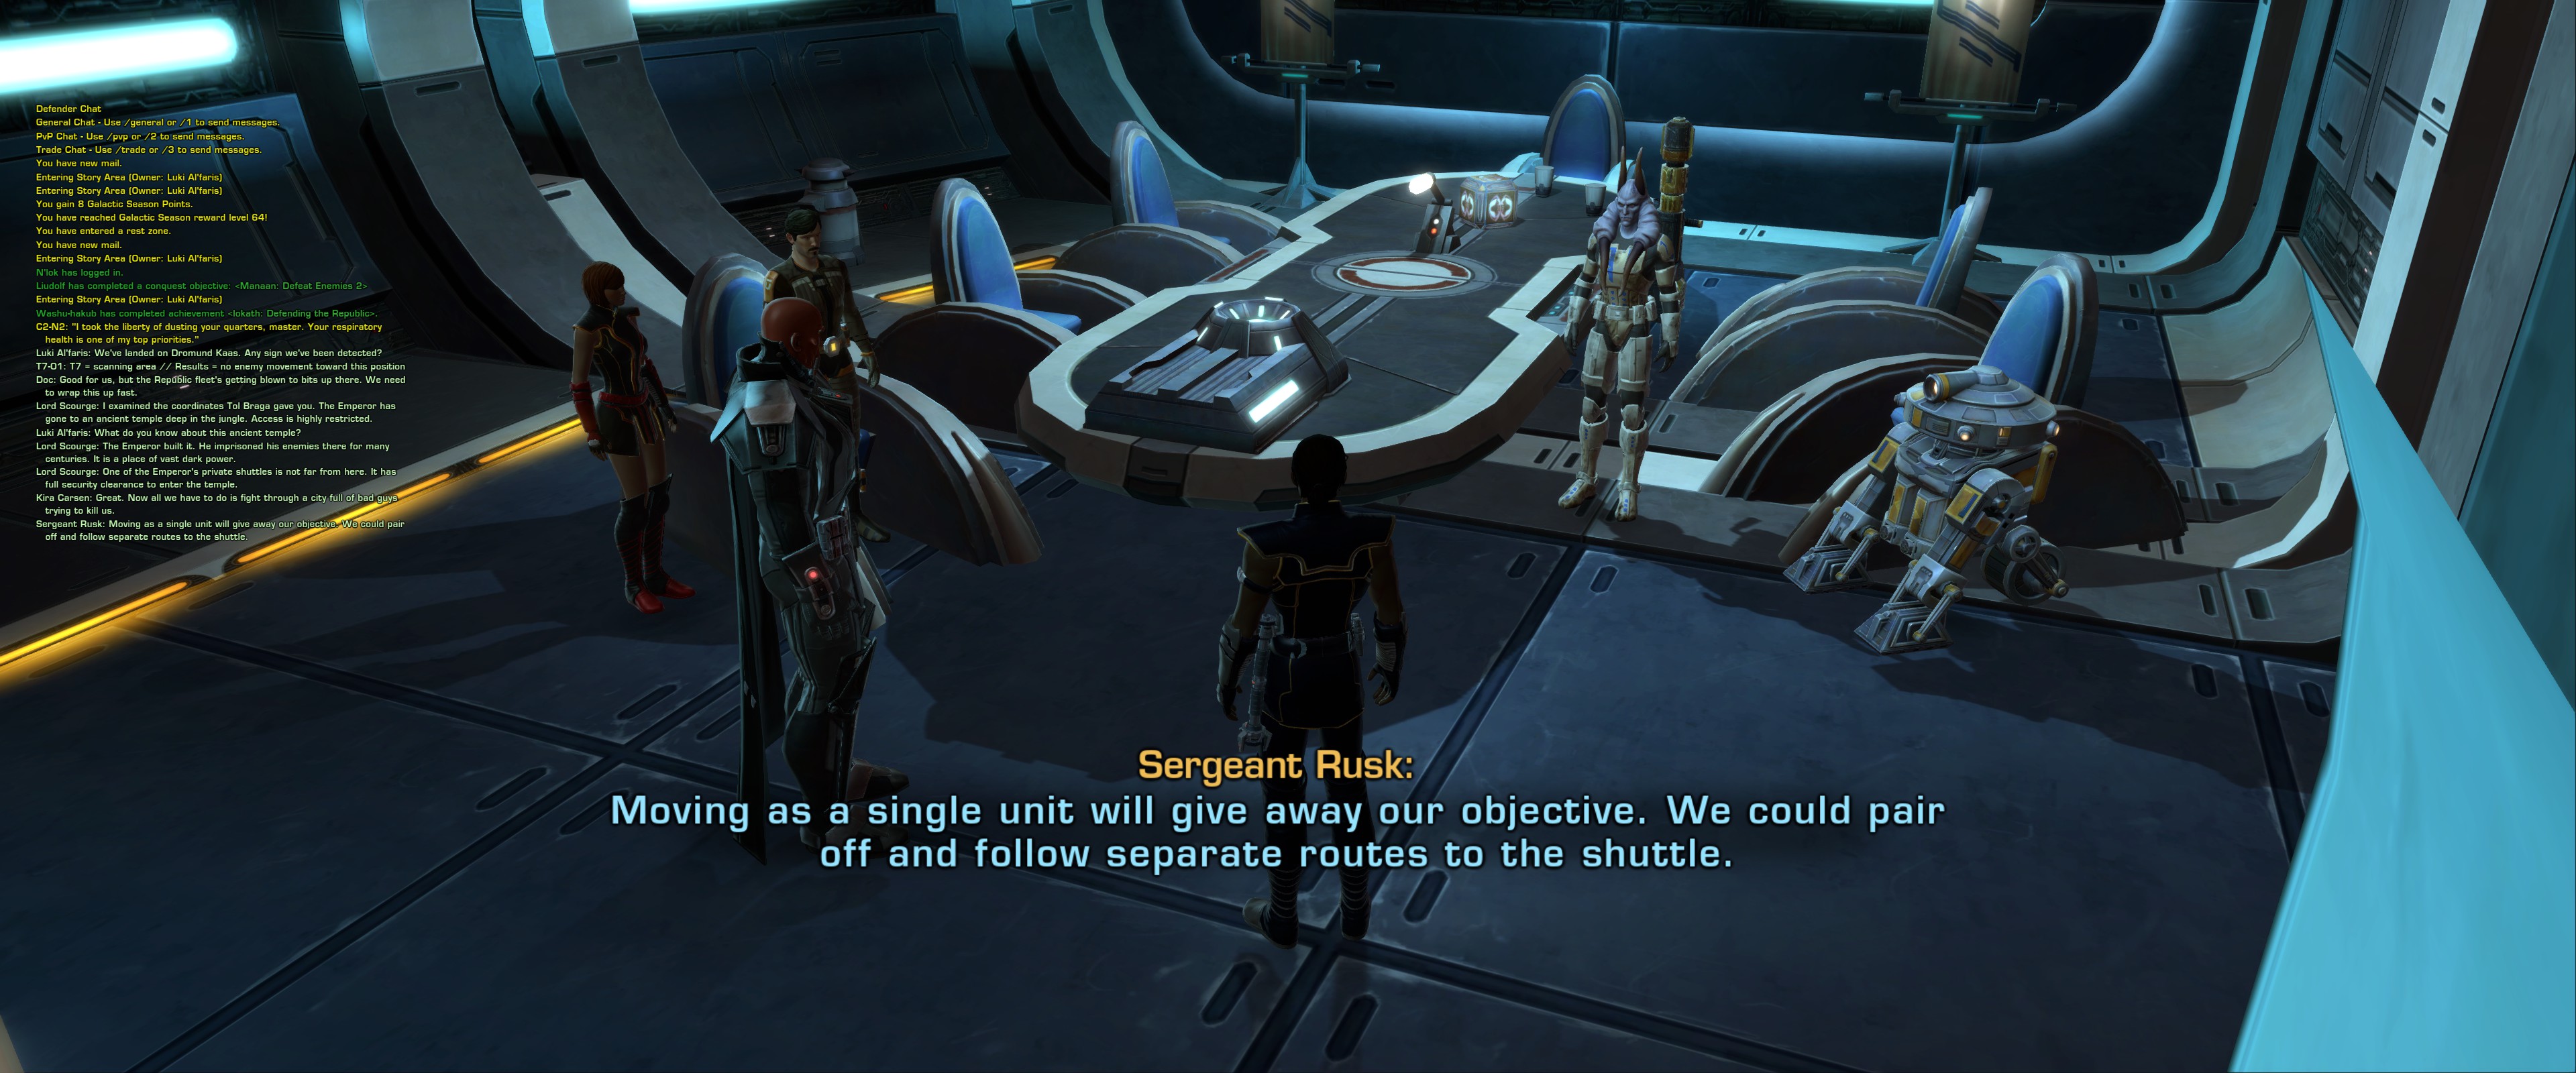 Defender Chat
General Chat - Use /general or /1 to send messages.
PvP Chat - Use /pvp or /2 to send messages.
Trade Chat - Use /trade or /3 to send messages.
You have new mail.
Entering Story Area (Owner: Luki Al'faris)
Entering Story Area (Owner: Luki Al'faris)
You gain 8 Galactic Season Points.
You have reached Galactic Season reward level 64!
You have entered a rest zone.
You have new mail.
Entering Story Area (Owner: Luki Al'faris)
N'lok has logged in.
Liudolf has completed a conquest objective: <Manaan: Defeat Enemies 2>
Entering Story Area (Owner: Luki Al'faris)
Washu-hakub has completed achievement <Iokath: Defending the Republic>.
C2-N2: "I took the liberty of dusting your quarters, master. Your respiratory
health is one of my top priorities."
Luki Al'faris: We've landed on Dromund Kaas. Any sign we've been detected?
T7-01: T7 = scanning area // Results = no enemy movement toward this position
Doc: Good for us, but the Republic fleet's getting blown to bits up there. We need
to wrap this up fast.
Lord Scourge: I examined the coordinates Tol Braga gave you. The Emperor has
gone to an ancient temple deep in the jungle. Access is highly restricted.
Luki Al'faris: What do you know about this ancient temple?
Lord Scourge: The Emperor built it. He imprisoned his enemies there for many
centuries. It is a place of vast dark power.
Lord Scourge: One of the Emperor's private shuttles is not far from here. It has
full security clearance to enter the temple.
Kira Carsen: Great. Now all we have to do is fight through a city full of bad guys
trying to kill us.
Sergeant Rusk: Moving as a single unit will give away our objective. We could pair
off and follow separate routes to the shuttle.
Sergeant Rusk:
Moving as a single unit will give away our objective. We could pair
off and follow separate routes to the shuttle.